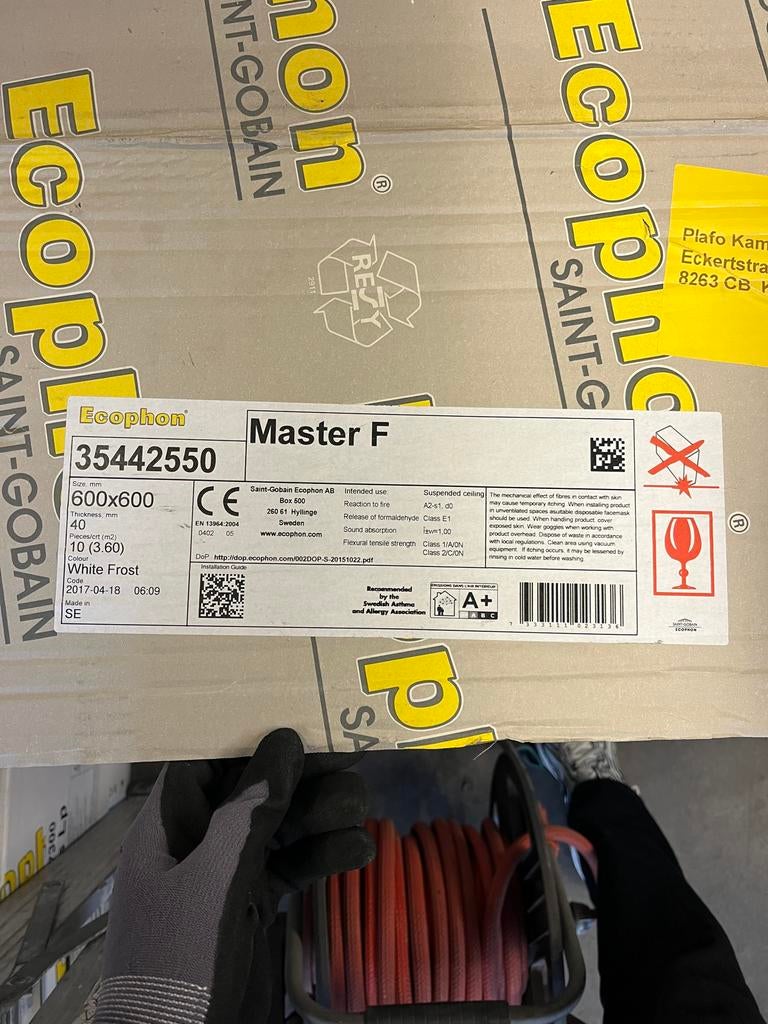 Ecophon
SAINT-GOBAIN
®
RESY
2911
Ecophon
SAINT-GOBAIN
Plafo Kam
Eckertstra
8263 CB K
®
Ecophon®
35442550
Master F
Size, mm
600x600
Thickness, mm
40
Pieces/crt (m2)
10 (3.60)
Colour
White Frost
Code
2017-04-18 06:09
Made in
SE
CE
EN 13964:2004
0402 05
Saint-Gobain Ecophon AB
Box 500
260 61 Hyllinge
Sweden
www.ecophon.com
Intended use: Suspended ceiling
Reaction to fire A2-s1, d0
Release of formaldehyde Class E1
Sound absorption
Flexural tensile strength Class 1/A/0N
Class 2/C/0N
DoP http://dop.ecophon.com/002DOP-S-20151022.pdf
The mechanical effect of fibres in contact with skin
may cause temporary itching. When installing product
in unventilated spaces asuitable disposable facemask
should be used. When handling product, cover
exposed skin. Wear goggles when working with
product overhead. Dispose of waste in accordance
with local regulations. Clean area using vacuum
equipment. If itching occurs, it may be lessened by
rinsing in cold water before washing.
Installation Guide
Recommended
by the
Swedish Asthma
and Allergy Association
ÉMISSIONS DANS L'AIR INTÉRIEUR
A+
A B C
7 333111 023136
SAINT-GOBAIN
ECOPHON